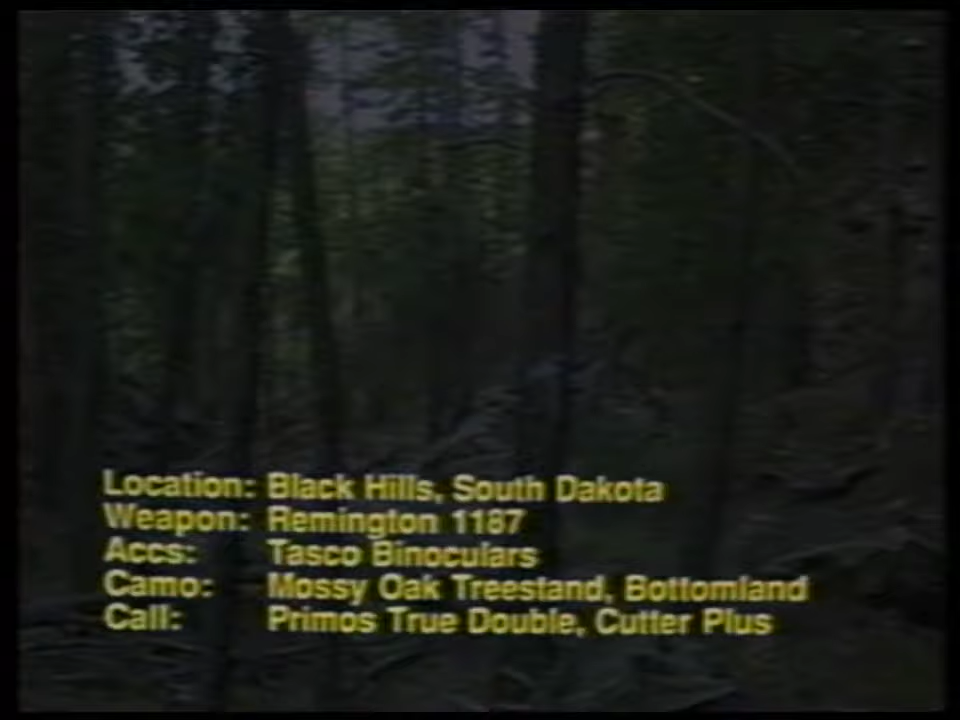 Location: Black Hills, South Dakota
Weapon: Remington 1187
Accs: Tasco Binoculars
Camo: Mossy Oak Treestand, Bottomland
Call: Primos True Double, Cutter Plus